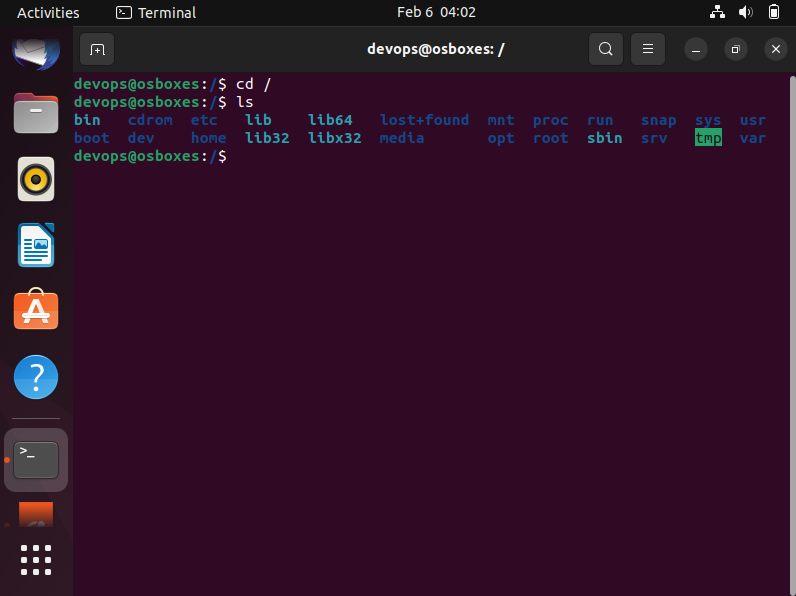 Activities Terminal Feb 6 04:02
devops@osboxes: /
devops@osboxes:/$ cd /
devops@osboxes:/$ ls
bin cdrom etc lib lib64 lost+found mnt proc run snap sys usr
boot dev home lib32 libx32 media opt root sbin srv tmp var
devops@osboxes:/$